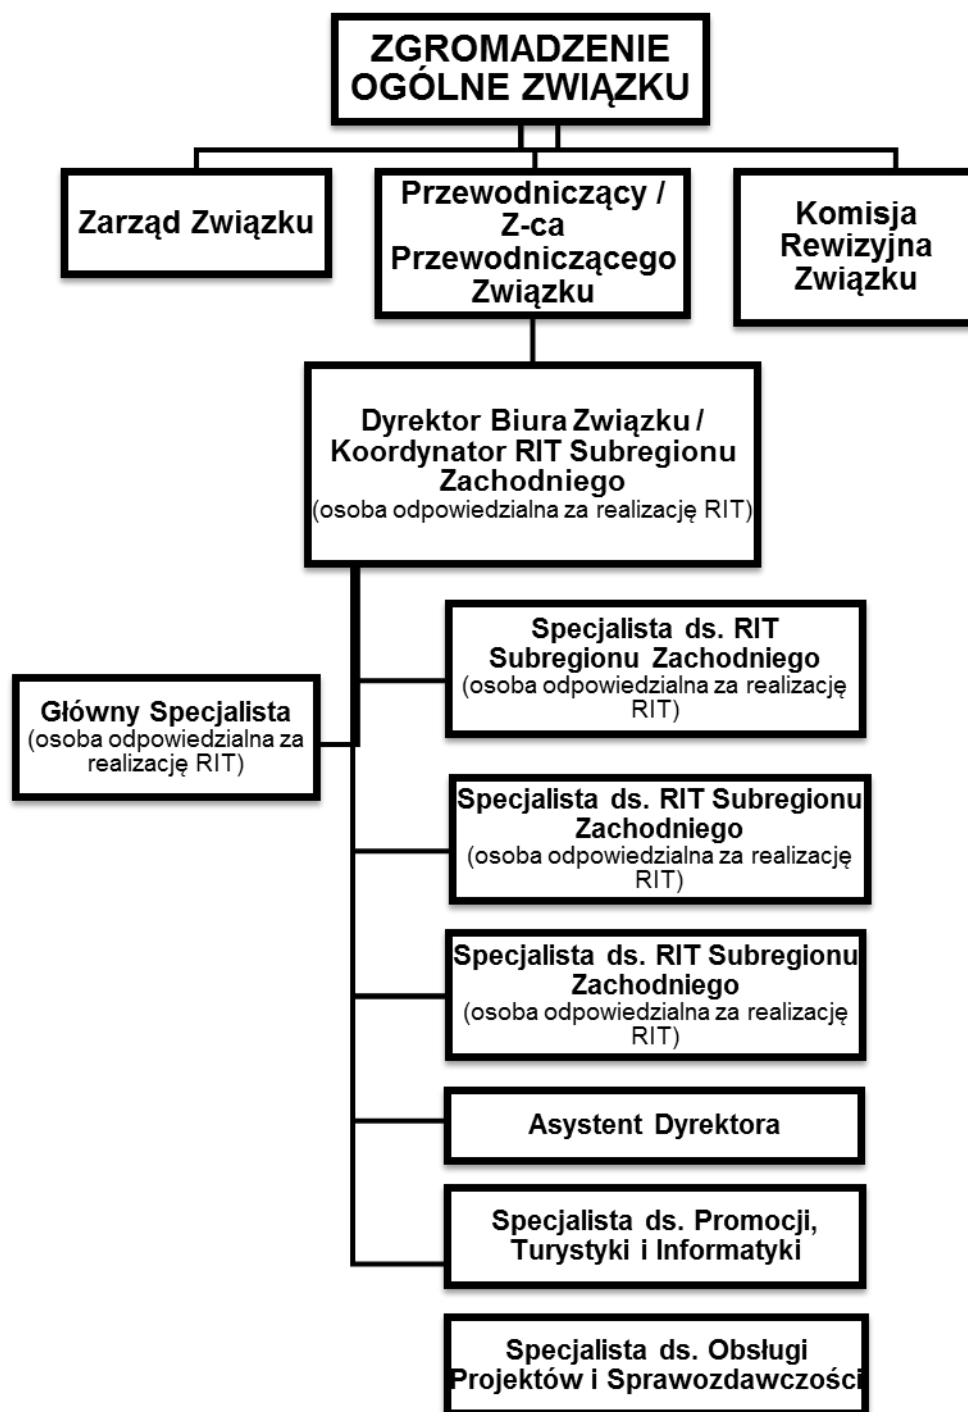 ZGROMADZENIE
OGÓLNE ZWIĄZKU
Zarząd Związku
Przewodniczący /
Z-ca
Przewodniczącego
Związku
Komisja
Rewizyjna
Związku
Dyrektor Biura Związku /
Koordynator RIT Subregionu
Zachodniego
(osoba odpowiedzialna za realizację RIT)
Specjalista ds. RIT
Subregionu Zachodniego
(osoba odpowiedzialna za realizację
RIT)
Główny Specjalista
(osoba odpowiedzialna za
realizację RIT)
Specjalista ds. RIT Subregionu
Zachodniego
(osoba odpowiedzialna za realizację
RIT)
Specjalista ds. RIT Subregionu
Zachodniego
(osoba odpowiedzialna za realizację
RIT)
Asystent Dyrektora
Specjalista ds. Promocji,
Turystyki i Informatyki
Specjalista ds. Obsługi
Projektów i Sprawozdawczości